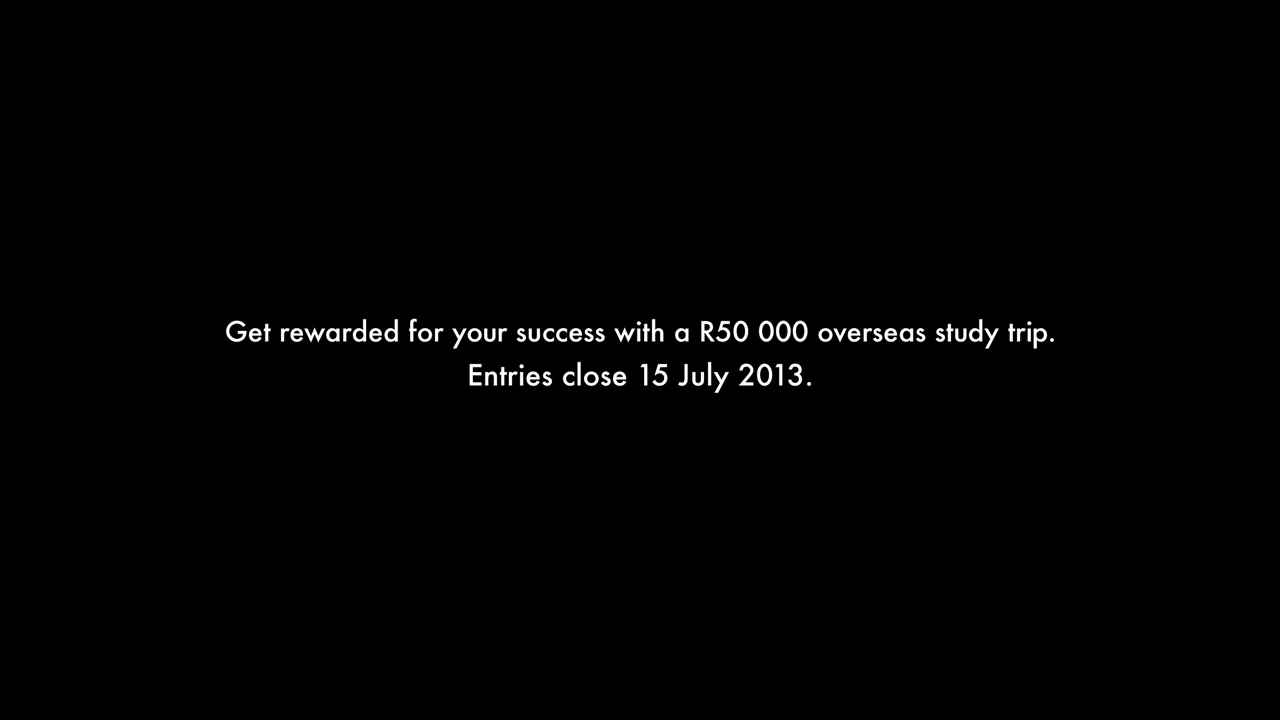 Get rewarded for your success with a R50 000 overseas study trip.
Entries close 15 July 2013.